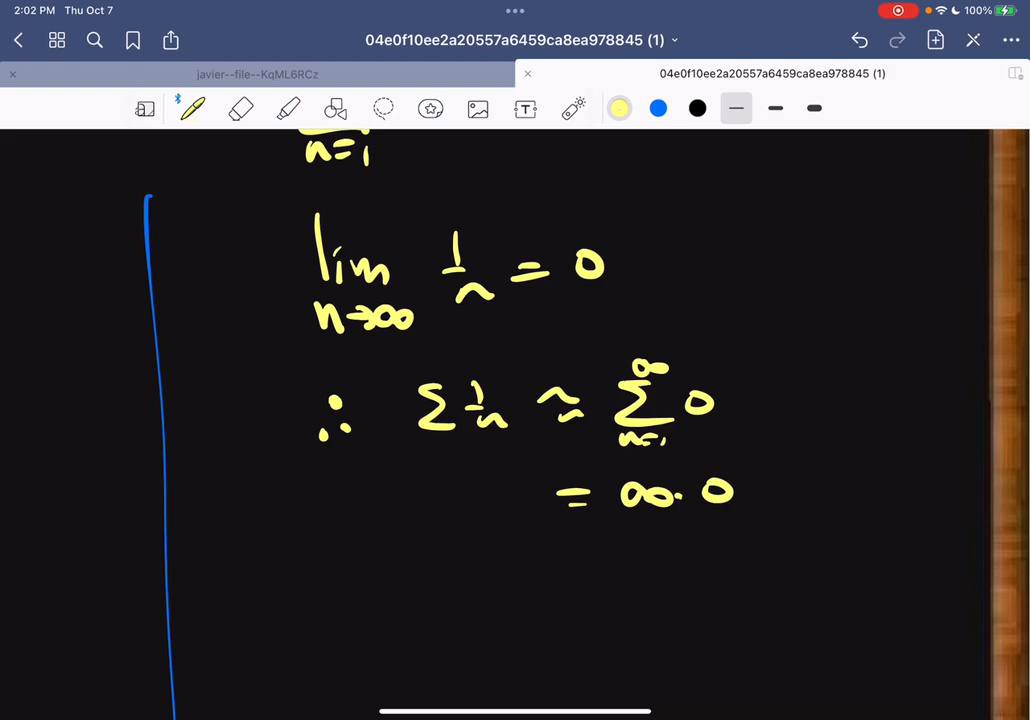 2:02 PM Thu Oct 7
100%
04e0f10ee2a20557a6459ca8ea978845 (1)
javier--file--KqML6RCz
04e0f10ee2a20557a6459ca8ea978845 (1)
T
n=1
lim n→∞ 1/n = 0
∴ Σ 1/n ≈ ∞ Σ n=1 0
= ∞ · 0